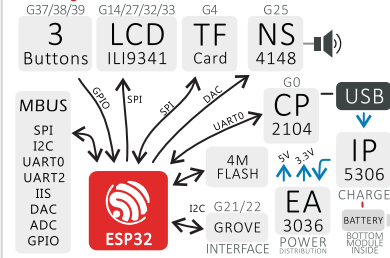 G37/38/39
G14/27/32/33
G4
G25
3
Buttons
LCD
ILI9341
TF
Card
NS
4148
GPIO
SPI
SPI
DAC
UART0
G0
CP
2104
USB
MBUS
SPI
I2C
UART0
UART2
IIS
DAC
ADC
GPIO
4M
FLASH
5V
3.3V
IP
5306
CHARGE
ESP32
I2C
G21/22
GROVE
INTERFACE
EA
3036
POWER
DISTRIBUTION
BATTERY
BOTTOM
MODULE
INSIDE